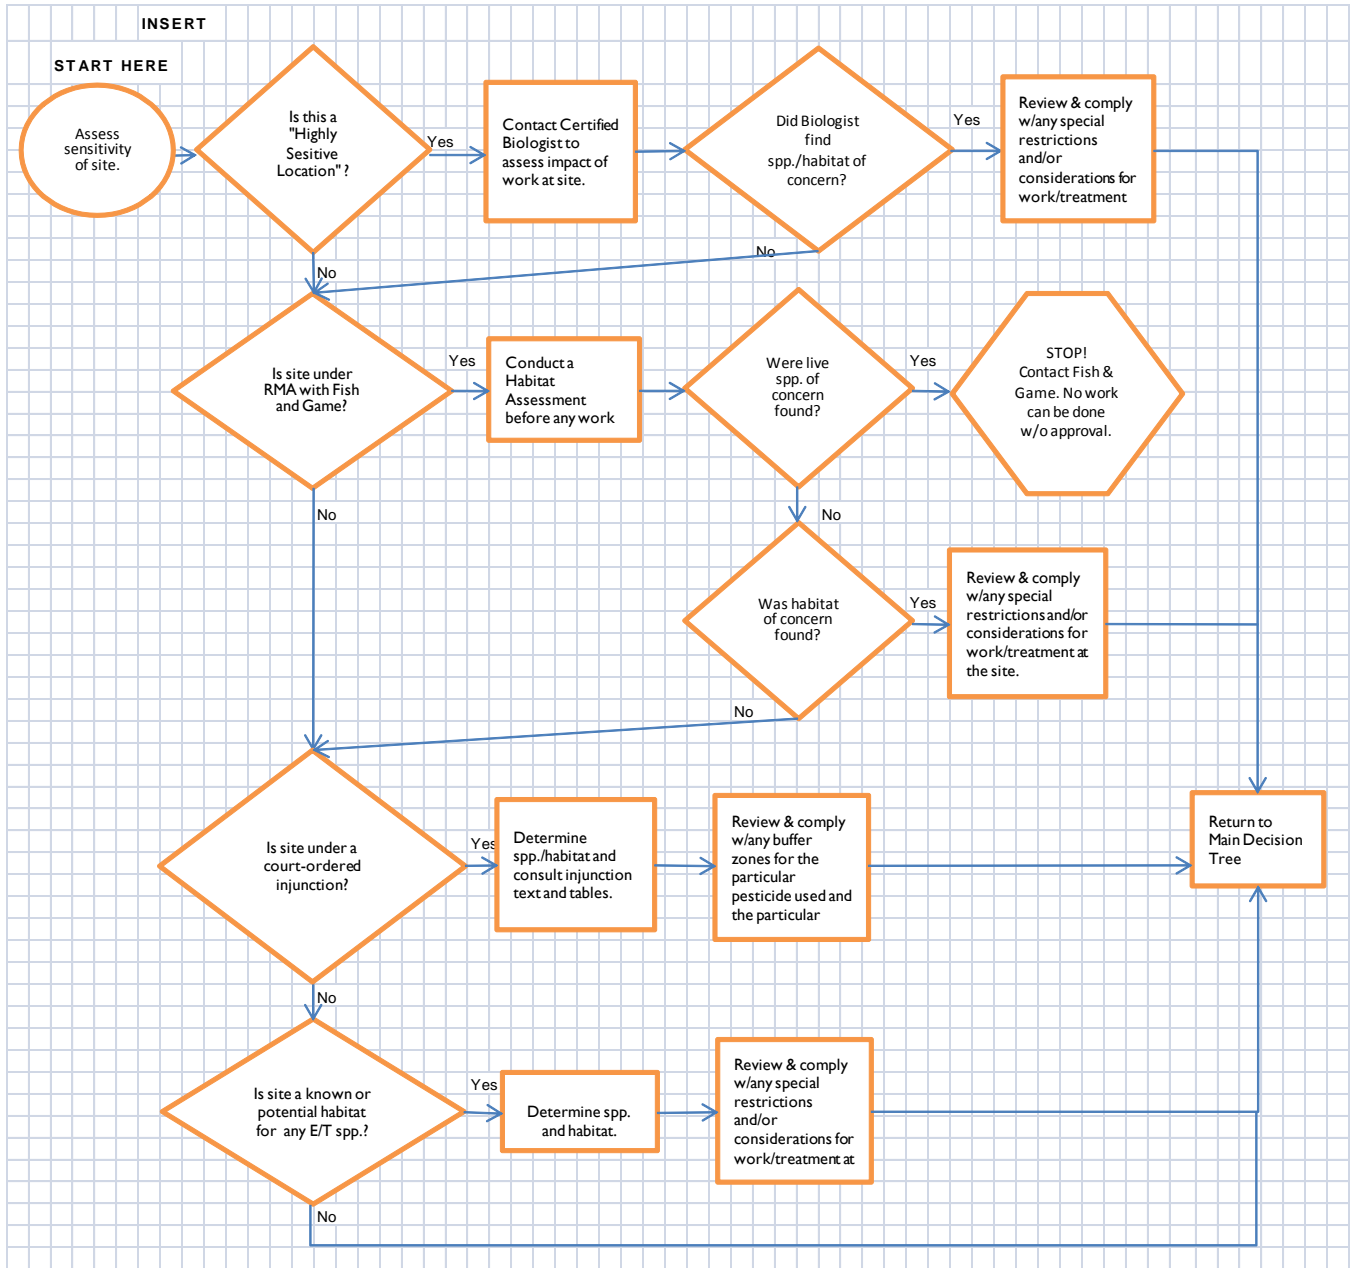 INSERT
START HERE
Assess
sensitivity
of site.
Is this a
"Highly
Sesitive
Location" ?
Yes
Contact Certified
Biologist to
assess impact of
work at site.
Did Biologist
find
spp./habitat of
concern?
Yes
Review & comply
w/any special
restrictions
and/or
considerations for
work/treatment
No
No
Is site under
RMA with Fish
and Game?
Yes
Conduct a
Habitat
Assessment
before any work
Were live
spp. of
concern
found?
Yes
STOP!
Contact Fish &
Game. No work
can be done
w/o approval.
No
No
Was habitat
of concern
found?
Yes
Review & comply
w/any special
restrictions and/or
considerations for
work/treatment at
the site.
No
Is site under a
court-ordered
injunction?
Yes
Determine
spp./habitat and
consult injunction
text and tables.
Review & comply
w/any buffer
zones for the
particular
pesticide used and
the particular
Return to
Main Decision
Tree
No
Is site a known or
potential habitat
for any E/T spp.?
Yes
Determine spp.
and habitat.
Review & comply
w/any special
restrictions
and/or
considerations for
work/treatment at
No